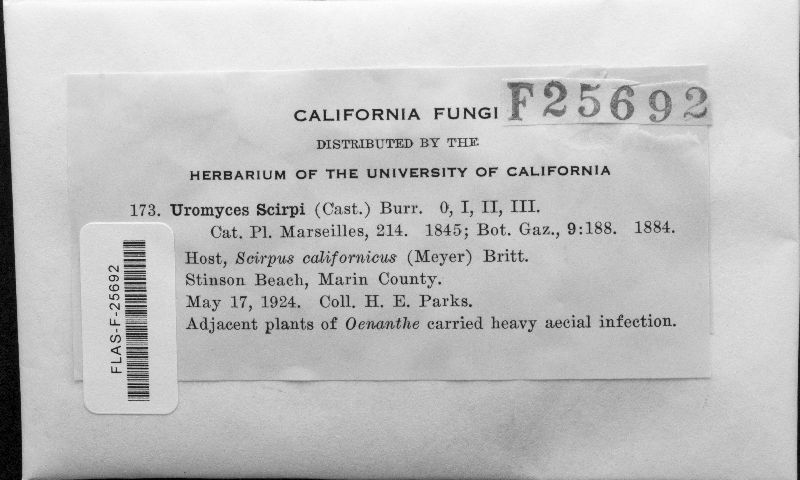 CALIFORNIA FUNGI F25692
DISTRIBUTED BY THE
HERBARIUM OF THE UNIVERSITY OF CALIFORNIA
173. Uromyces Scirpi (Cast.) Burr. 0, I, II, III.
Cat. Pl. Marseilles, 214. 1845; Bot. Gaz., 9:188. 1884.
Host, Scirpus californicus (Meyer) Britt.
Stinson Beach, Marin County.
May 17, 1924. Coll. H. E. Parks.
Adjacent plants of Oenanthe carried heavy aecial infection.
FLAS-F-25692